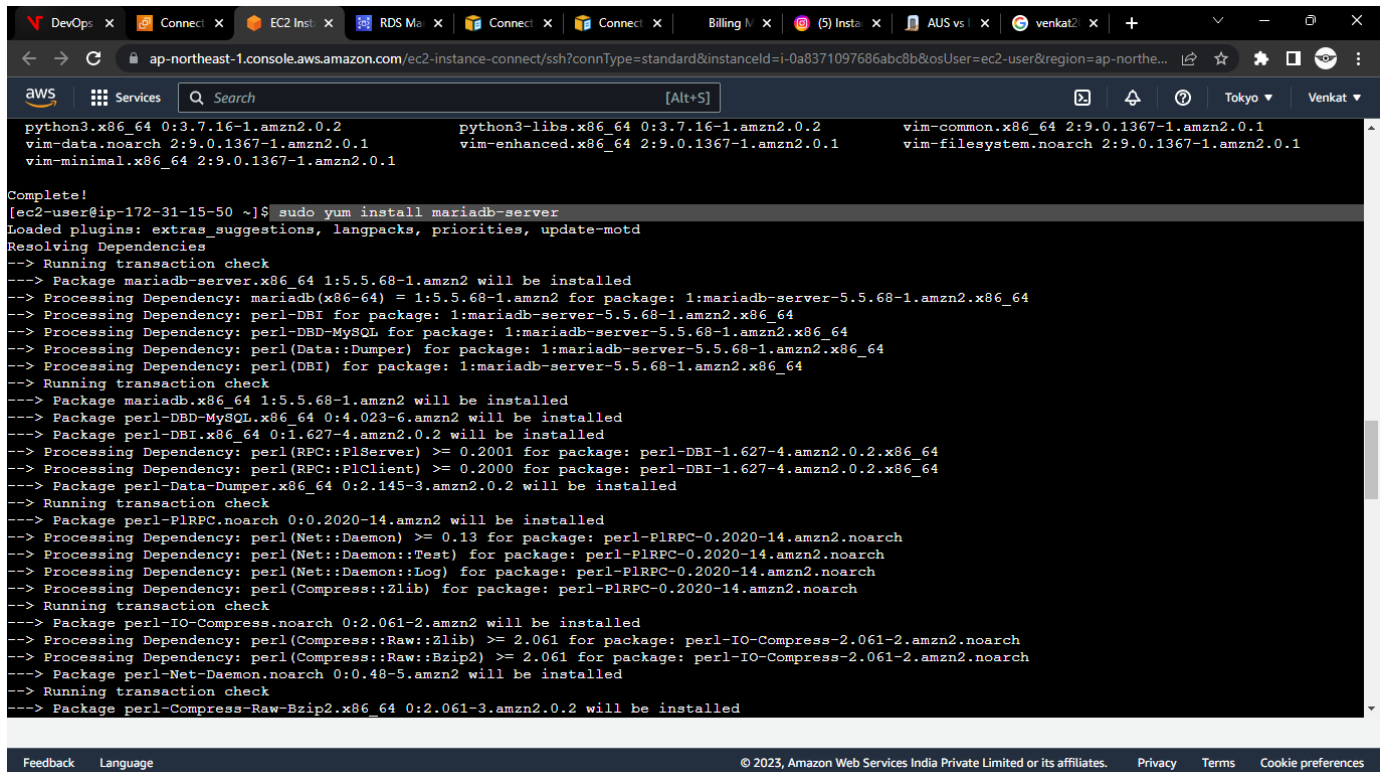 DevOps
Connect
EC2 Inst
RDS Ma
Connect
Connect
Billing M
(5) Insta
AUS vs I
venkat2
ap-northeast-1.console.aws.amazon.com/ec2-instance-connect/ssh?connType=standard&instanceId=i-0a8371097686abc8b&osUser=ec2-user&region=ap-northe...
aws Services Search [Alt+S] Tokyo Venkat
python3.x86_64 0:3.7.16-1.amzn2.0.2 python3-libs.x86_64 0:3.7.16-1.amzn2.0.2 vim-common.x86_64 2:9.0.1367-1.amzn2.0.1
vim-data.noarch 2:9.0.1367-1.amzn2.0.1 vim-enhanced.x86_64 2:9.0.1367-1.amzn2.0.1 vim-filesystem.noarch 2:9.0.1367-1.amzn2.0.1
vim-minimal.x86_64 2:9.0.1367-1.amzn2.0.1
Complete!
[ec2-user@ip-172-31-15-50 ~]$ sudo yum install mariadb-server
Loaded plugins: extras_suggestions, langpacks, priorities, update-motd
Resolving Dependencies
--> Running transaction check
---> Package mariadb-server.x86_64 1:5.5.68-1.amzn2 will be installed
--> Processing Dependency: mariadb(x86-64) = 1:5.5.68-1.amzn2 for package: 1:mariadb-server-5.5.68-1.amzn2.x86_64
--> Processing Dependency: perl-DBI for package: 1:mariadb-server-5.5.68-1.amzn2.x86_64
--> Processing Dependency: perl-DBD-MySQL for package: 1:mariadb-server-5.5.68-1.amzn2.x86_64
--> Processing Dependency: perl(Data::Dumper) for package: 1:mariadb-server-5.5.68-1.amzn2.x86_64
--> Processing Dependency: perl(DBI) for package: 1:mariadb-server-5.5.68-1.amzn2.x86_64
--> Running transaction check
---> Package mariadb.x86_64 1:5.5.68-1.amzn2 will be installed
---> Package perl-DBD-MySQL.x86_64 0:4.023-6.amzn2 will be installed
---> Package perl-DBI.x86_64 0:1.627-4.amzn2.0.2 will be installed
--> Processing Dependency: perl(RPC::PlServer) >= 0.2001 for package: perl-DBI-1.627-4.amzn2.0.2.x86_64
--> Processing Dependency: perl(RPC::PlClient) >= 0.2000 for package: perl-DBI-1.627-4.amzn2.0.2.x86_64
---> Package perl-Data-Dumper.x86_64 0:2.145-3.amzn2.0.2 will be installed
--> Running transaction check
---> Package perl-PlRPC.noarch 0:0.2020-14.amzn2 will be installed
--> Processing Dependency: perl(Net::Daemon) >= 0.13 for package: perl-PlRPC-0.2020-14.amzn2.noarch
--> Processing Dependency: perl(Net::Daemon::Test) for package: perl-PlRPC-0.2020-14.amzn2.noarch
--> Processing Dependency: perl(Net::Daemon::Log) for package: perl-PlRPC-0.2020-14.amzn2.noarch
--> Processing Dependency: perl(Compress::Zlib) for package: perl-PlRPC-0.2020-14.amzn2.noarch
--> Running transaction check
---> Package perl-IO-Compress.noarch 0:2.061-2.amzn2 will be installed
--> Processing Dependency: perl(Compress::Raw::Zlib) >= 2.061 for package: perl-IO-Compress-2.061-2.amzn2.noarch
--> Processing Dependency: perl(Compress::Raw::Bzip2) >= 2.061 for package: perl-IO-Compress-2.061-2.amzn2.noarch
---> Package perl-Net-Daemon.noarch 0:0.48-5.amzn2 will be installed
--> Running transaction check
---> Package perl-Compress-Raw-Bzip2.x86_64 0:2.061-3.amzn2.0.2 will be installed
Feedback Language © 2023, Amazon Web Services India Private Limited or its affiliates. Privacy Terms Cookie preferences